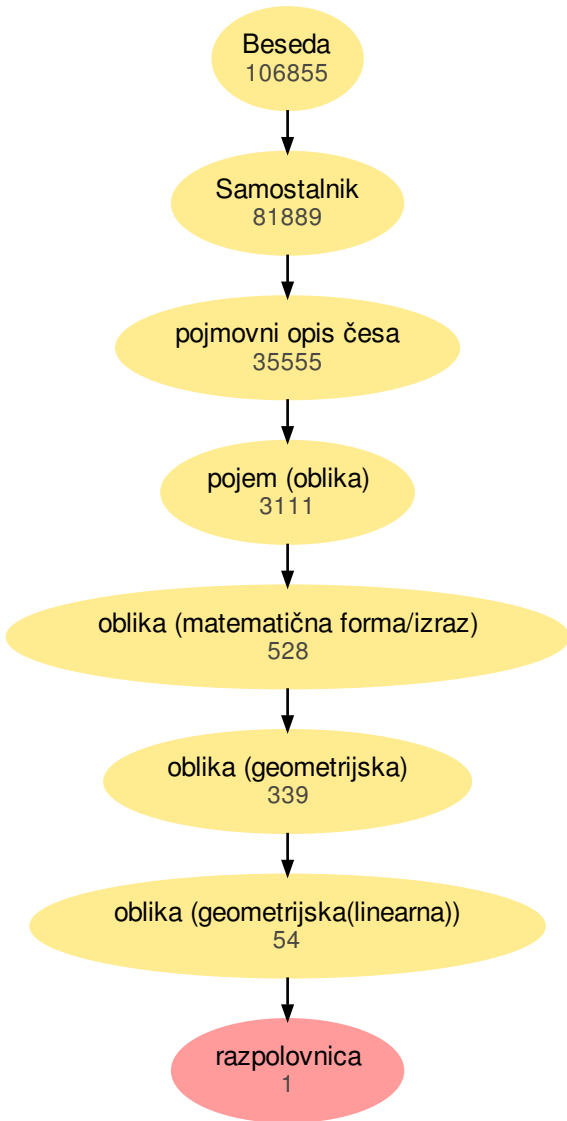 Beseda
106855
Samostalnik
81889
pojmovni opis česa
35555
pojem (oblika)
3111
oblika (matematična forma/izraz)
528
oblika (geometrijska)
339
oblika (geometrijska(linearna))
54
razpolovnica
1